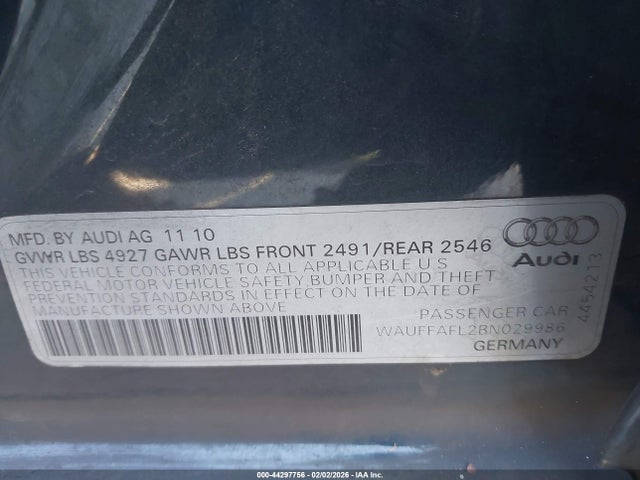 MFD. BY AUDI AG 11 10
GVWR LBS 4927 GAWR LBS FRONT 2491/REAR 2546
THIS VEHICLE CONFORMS TO ALL APPLICABLE U.S
FEDERAL MOTOR VEHICLE SAFETY BUMPER AND THEFT
PREVENTION STANDARDS IN EFFECT ON THE DATE OF
MANUFACTURE SHOWN ABOVE
Audi
PASSENGER CAR
WAUFFAFL2BN029986
GERMANY
4454213
000-44297756 - 02/02/2026 - IAA Inc.